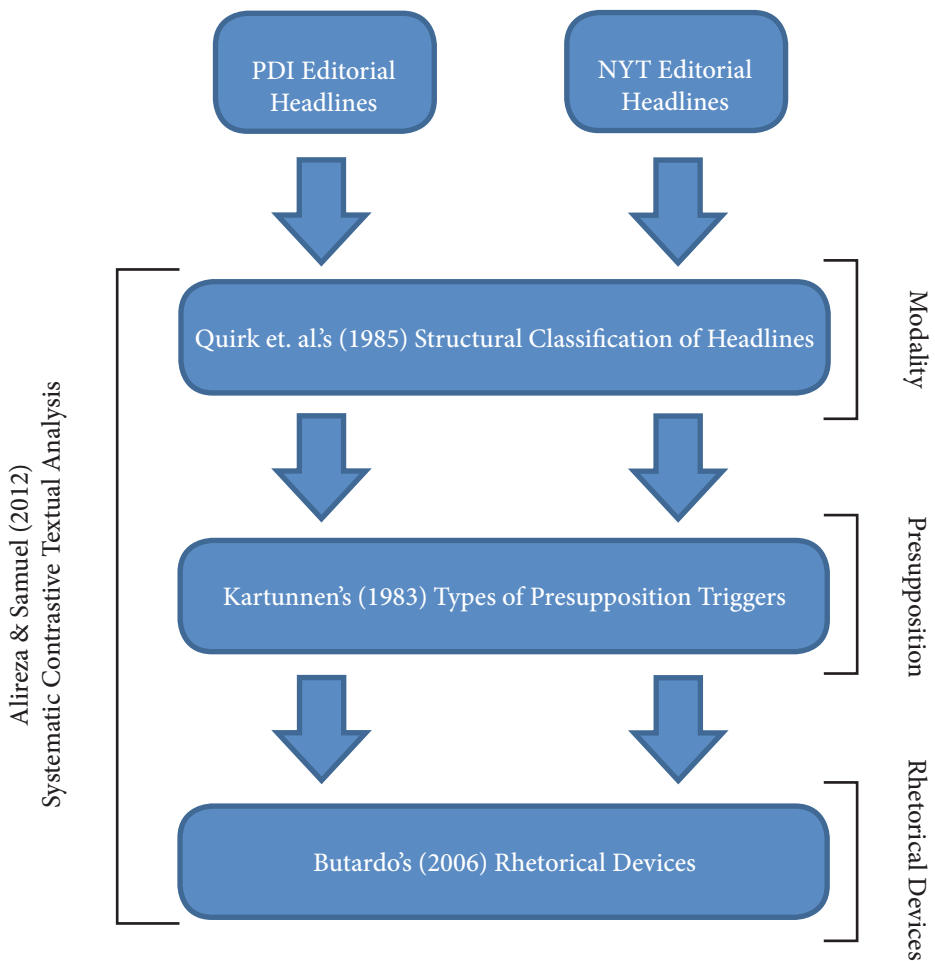 PDI Editorial
Headlines
NYT Editorial
Headlines
Quirk et. al.'s (1985) Structural Classification of Headlines
Modality
Alireza & Samuel (2012)
Systematic Contrastive Textual Analysis
Kartunnen's (1983) Types of Presupposition Triggers
Presupposition
Butardo's (2006) Rhetorical Devices
Rhetorical Devices